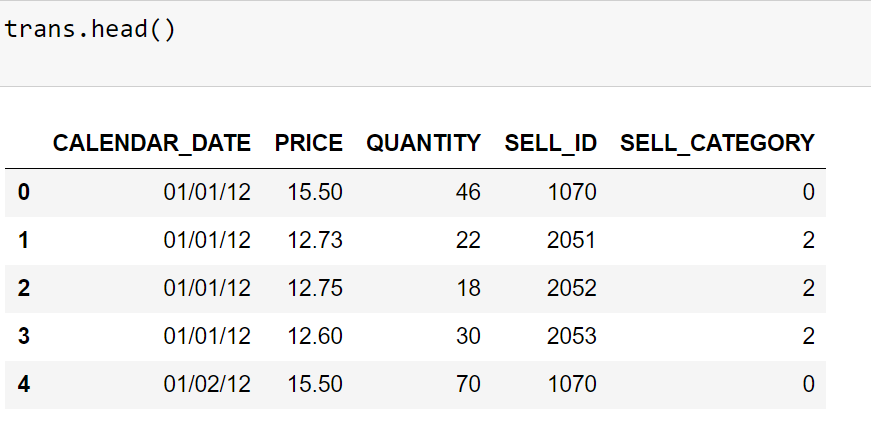 trans.head()
CALENDAR_DATE PRICE QUANTITY SELL_ID SELL_CATEGORY
0 01/01/12 15.50 46 1070 0
1 01/01/12 12.73 22 2051 2
2 01/01/12 12.75 18 2052 2
3 01/01/12 12.60 30 2053 2
4 01/02/12 15.50 70 1070 0